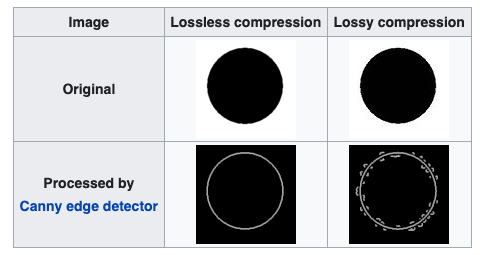 Image
Lossless compression
Lossy compression
Original
Processed by
Canny edge detector